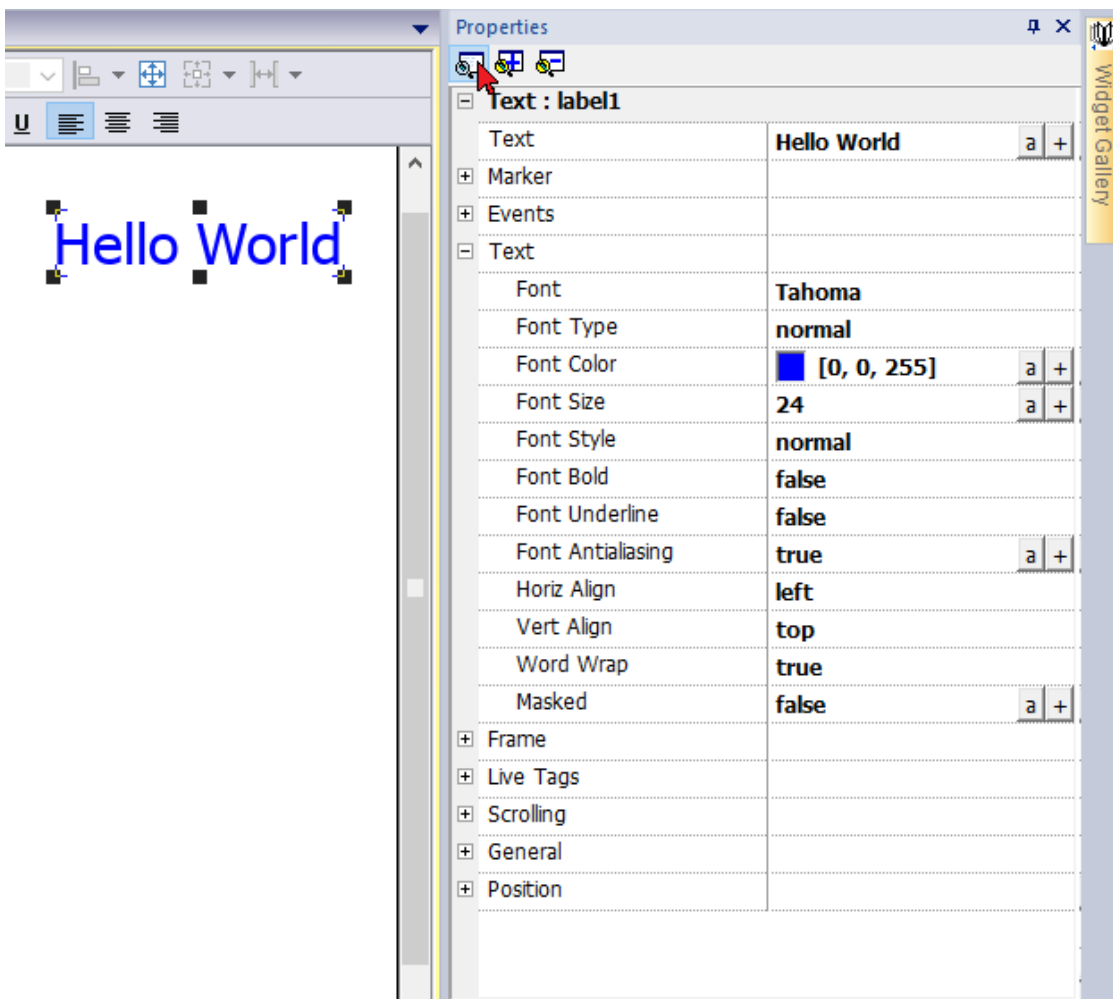 Properties
Widget Gallery
U
Hello World
Text : label1
Text Hello World a +
Marker
Events
Text
Font Tahoma
Font Type normal
Font Color [0, 0, 255] a +
Font Size 24 a +
Font Style normal
Font Bold false
Font Underline false
Font Antialiasing true a +
Horiz Align left
Vert Align top
Word Wrap true
Masked false a +
Frame
Live Tags
Scrolling
General
Position